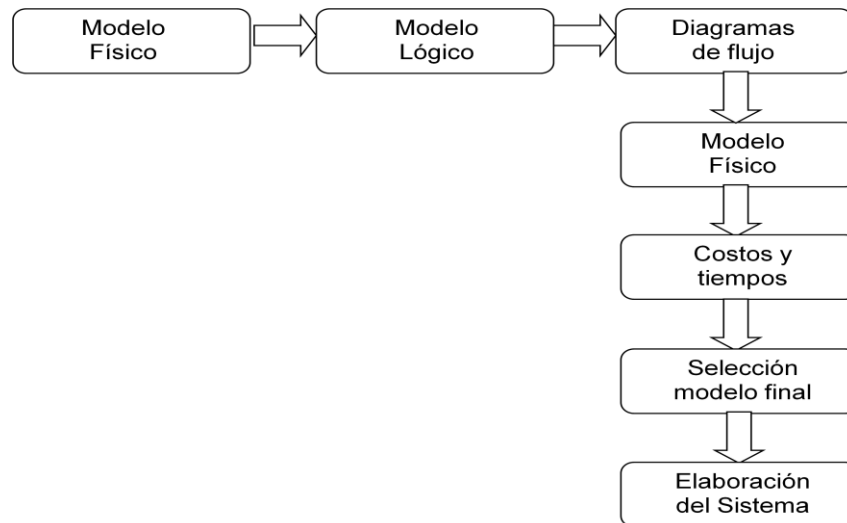 Modelo
Físico
Modelo
Lógico
Diagramas
de flujo
Modelo
Físico
Costos y
tiempos
Selección
modelo final
Elaboración
del Sistema